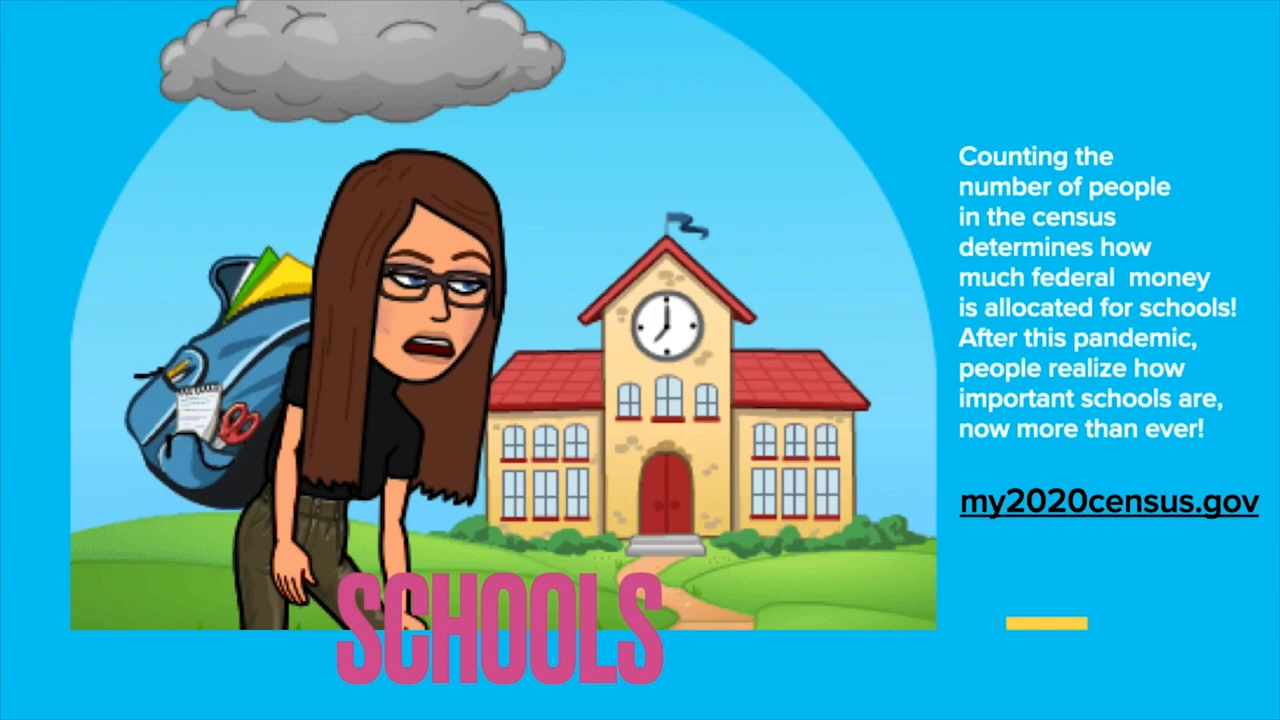 Counting the
number of people
in the census
determines how
much federal  money
is allocated for schools!
After this pandemic,
people realize how
important schools are,
now more than ever!
my2020census.gov
SCHOOLS